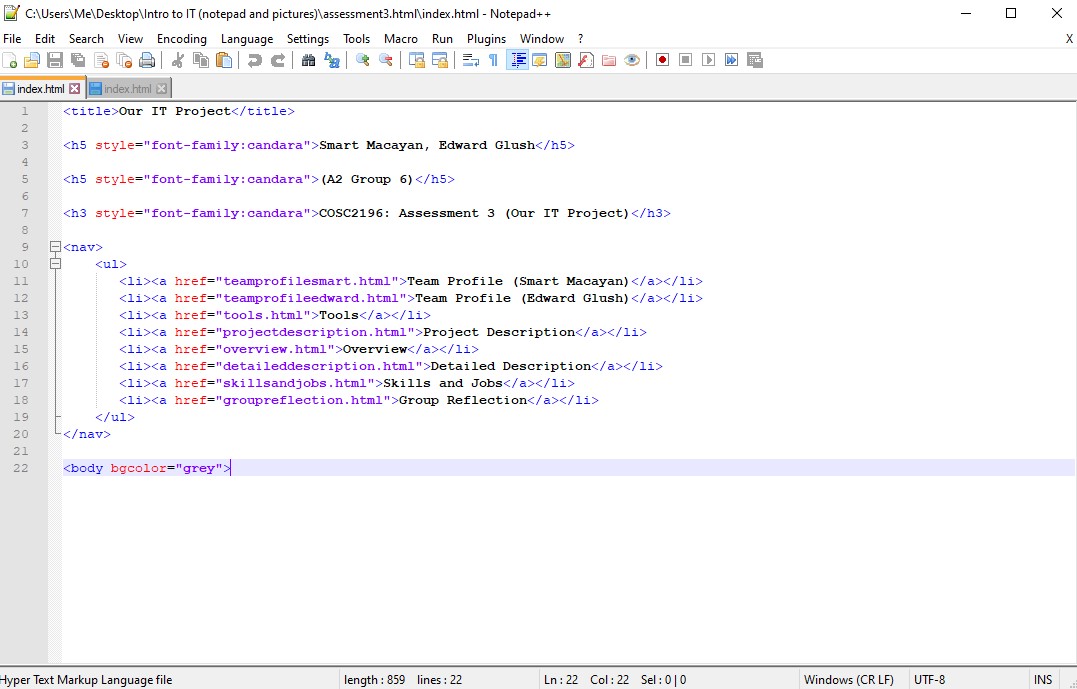 C:\Users\Me\Desktop\Intro to IT (notepad and pictures)\assessment3.html\index.html - Notepad++
File Edit Search View Encoding Language Settings Tools Macro Run Plugins Window ? X
index.html index.html
1 <title>Our IT Project</title>
2
3 <h5 style="font-family:candara">Smart Macayan, Edward Glush</h5>
4
5 <h5 style="font-family:candara">(A2 Group 6)</h5>
6
7 <h3 style="font-family:candara">COSC2196: Assessment 3 (Our IT Project)</h3>
8
9 <nav>
10 <ul>
11 <li><a href="teamprofilesmart.html">Team Profile (Smart Macayan)</a></li>
12 <li><a href="teamprofileedward.html">Team Profile (Edward Glush)</a></li>
13 <li><a href="tools.html">Tools</a></li>
14 <li><a href="projectdescription.html">Project Description</a></li>
15 <li><a href="overview.html">Overview</a></li>
16 <li><a href="detaileddescription.html">Detailed Description</a></li>
17 <li><a href="skillsandjobs.html">Skills and Jobs</a></li>
18 <li><a href="groupreflection.html">Group Reflection</a></li>
19 </ul>
20 </nav>
21
22 <body bgcolor="grey">
Hyper Text Markup Language file length : 859 lines : 22 Ln : 22 Col : 22 Sel : 0 | 0 Windows (CR LF) UTF-8 INS